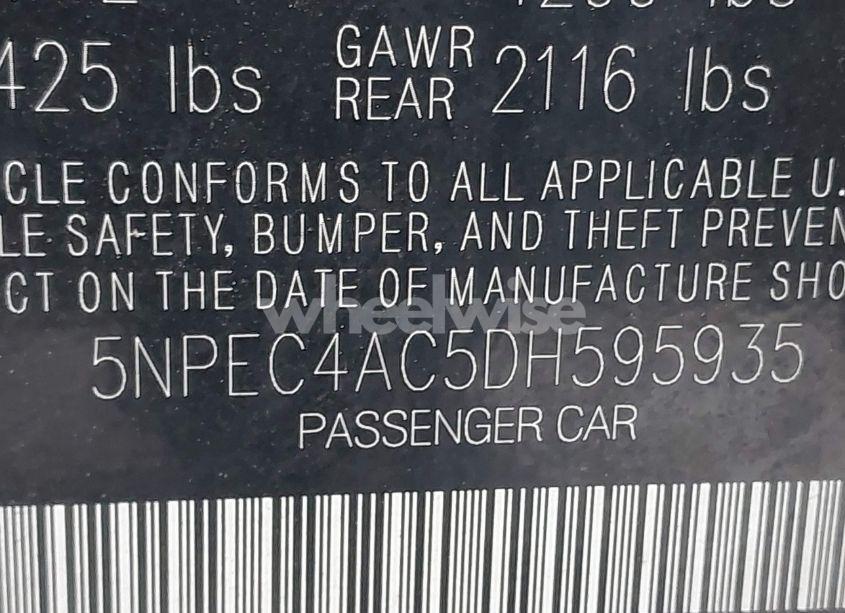 425 lbs GAWR REAR 2116 lbs
CLE CONFORMS TO ALL APPLICABLE U.
LE SAFETY, BUMPER, AND THEFT PREVEN
CT ON THE DATE OF MANUFACTURE SHO
wheelwise
5NPEC4AC5DH595935
PASSENGER CAR